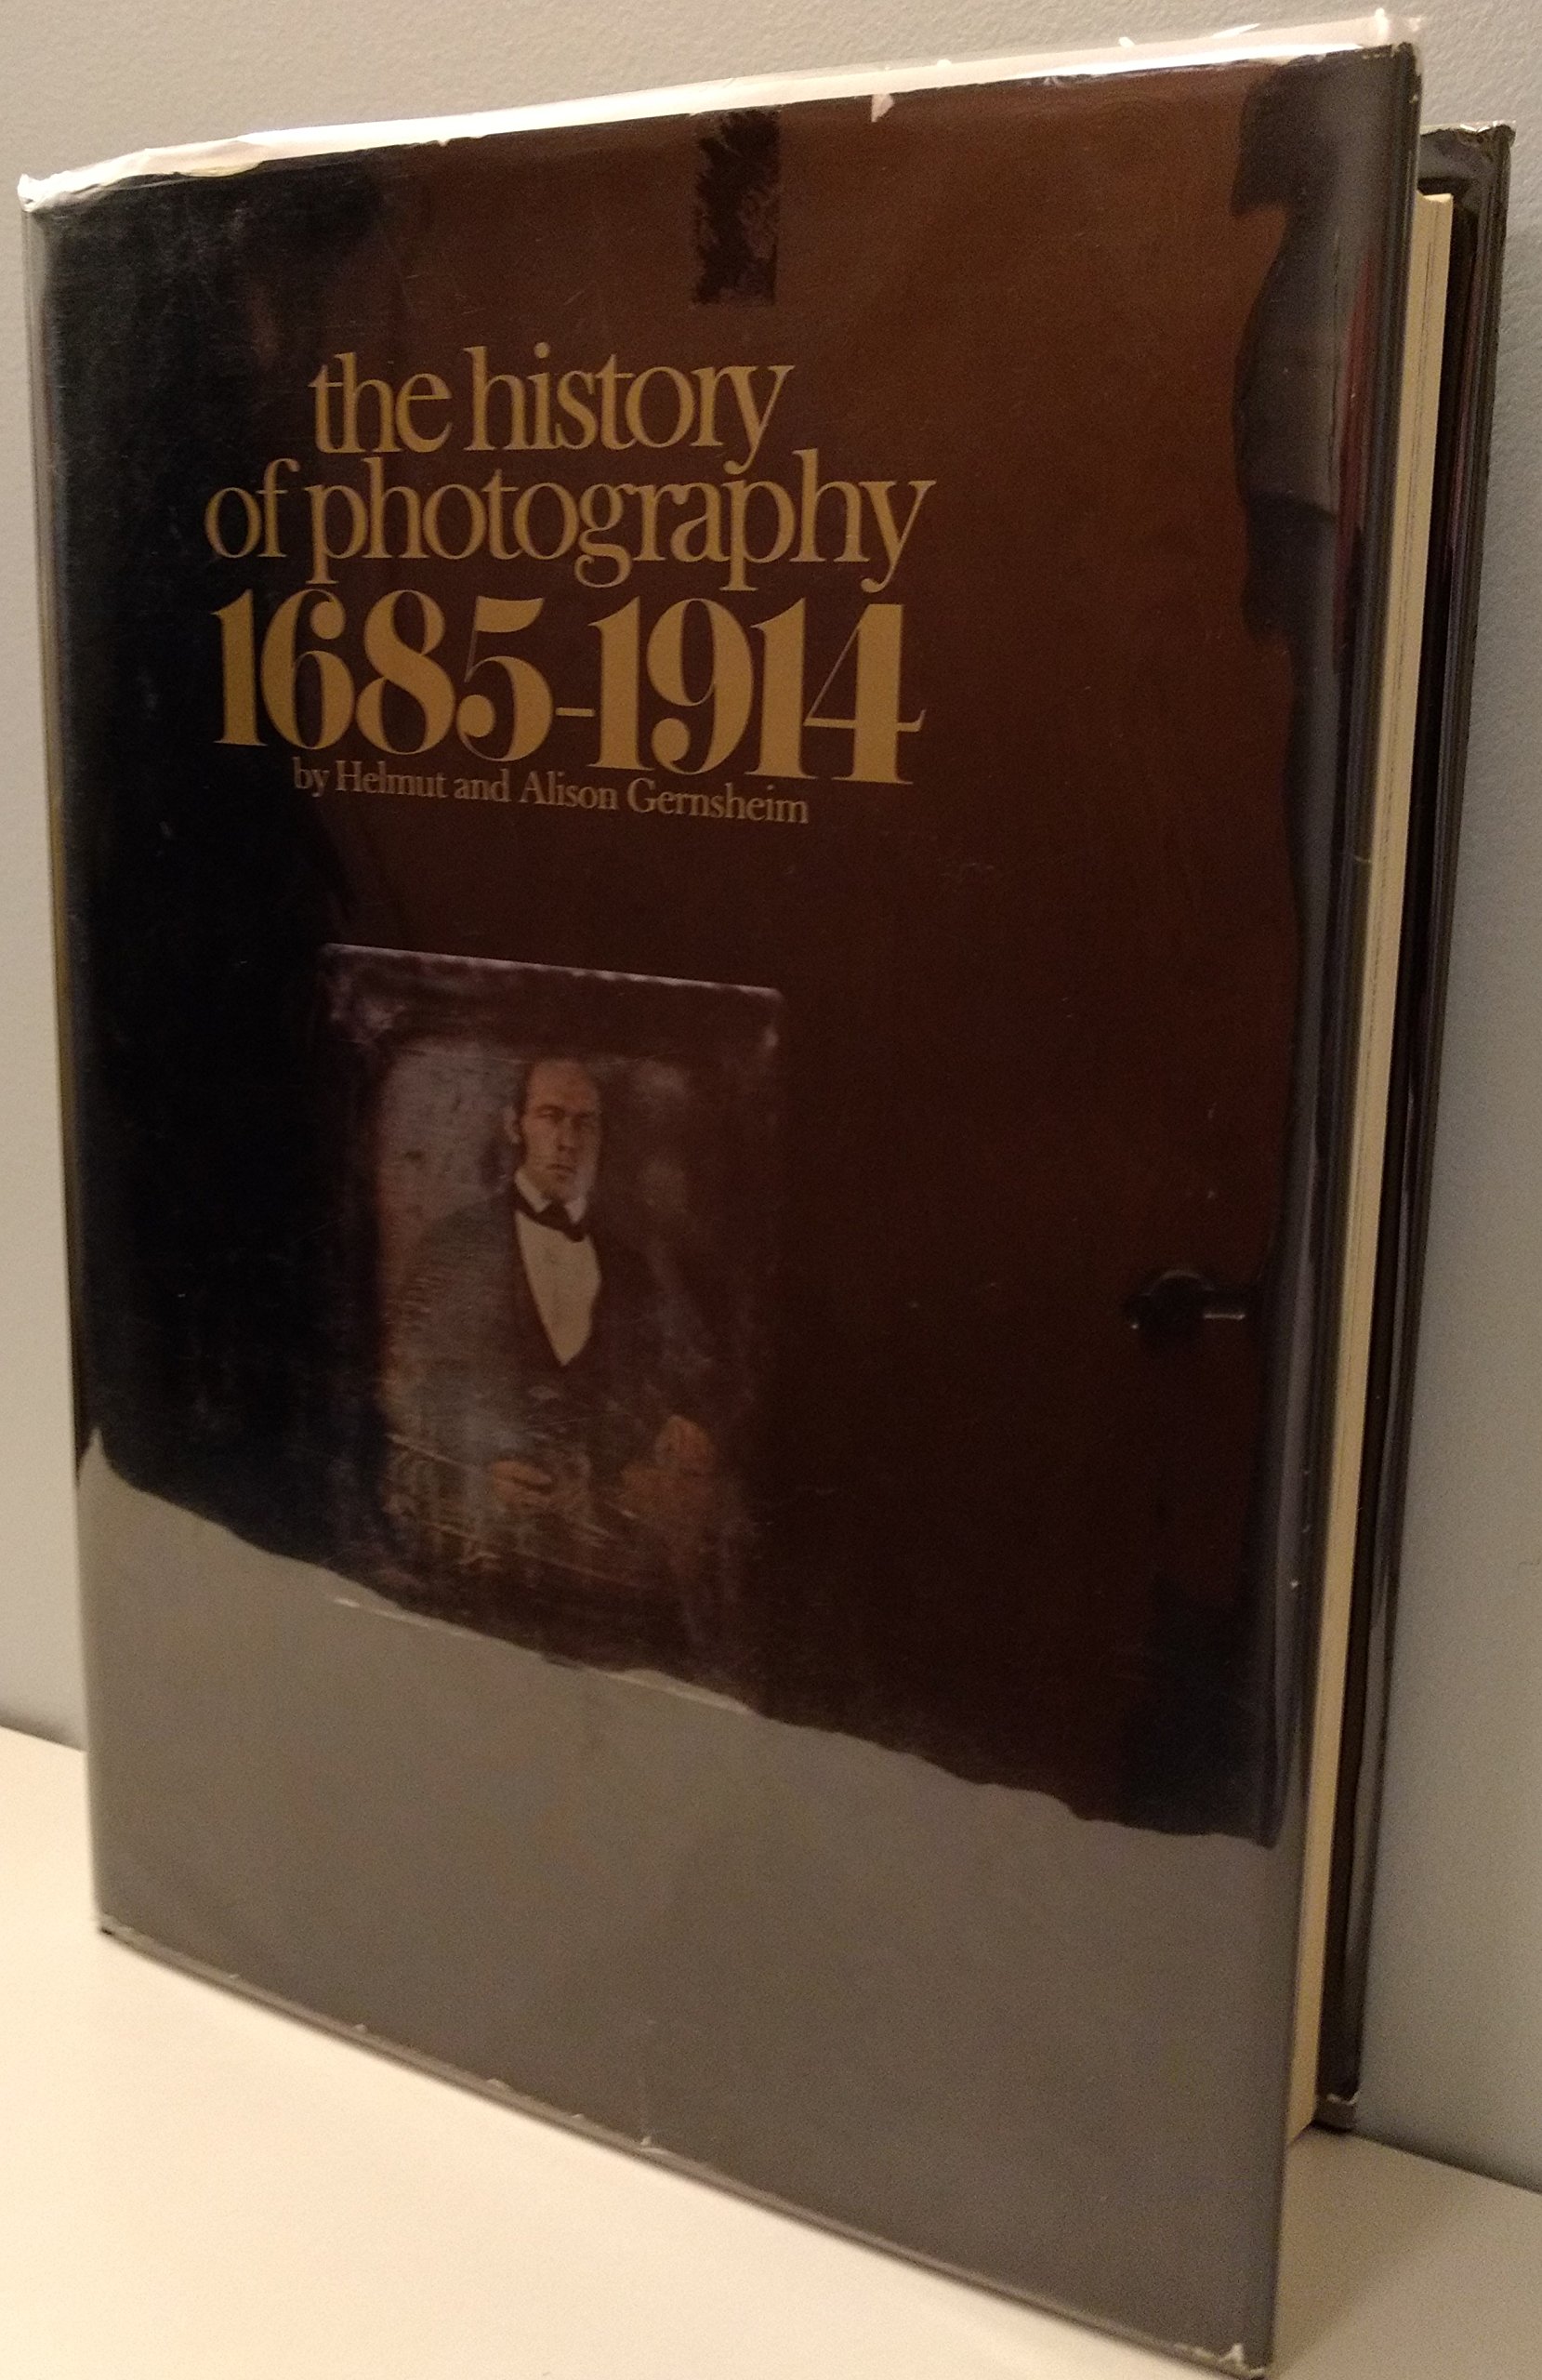 the history
of photography
1685-1914
by Helmut and Alison Gernsheim